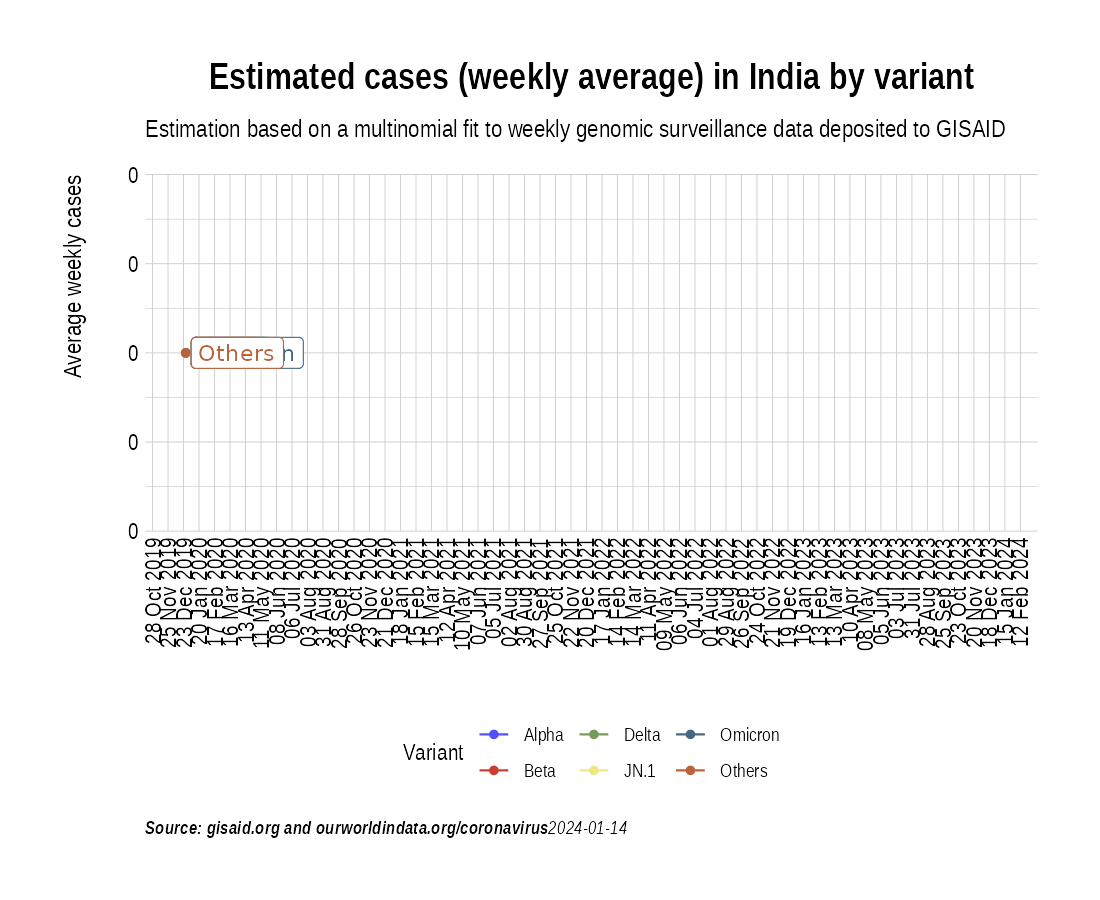 Estimated cases (weekly average) in India by variant
Estimation based on a multinomial fit to weekly genomic surveillance data deposited to GISAID
Average weekly cases
0
0
0
0
0
Others
n
28 Oct 2019
25 Nov 2019
23 Dec 2019
20 Jan 2020
17 Feb 2020
16 Mar 2020
13 Apr 2020
11 May 2020
08 Jun 2020
06 Jul 2020
03 Aug 2020
31 Aug 2020
28 Sep 2020
26 Oct 2020
23 Nov 2020
21 Dec 2020
18 Jan 2021
15 Feb 2021
15 Mar 2021
12 Apr 2021
10 May 2021
07 Jun 2021
05 Jul 2021
02 Aug 2021
30 Aug 2021
27 Sep 2021
25 Oct 2021
22 Nov 2021
20 Dec 2021
17 Jan 2022
14 Feb 2022
14 Mar 2022
11 Apr 2022
09 May 2022
06 Jun 2022
04 Jul 2022
01 Aug 2022
29 Aug 2022
26 Sep 2022
24 Oct 2022
21 Nov 2022
19 Dec 2022
16 Jan 2023
13 Feb 2023
13 Mar 2023
10 Apr 2023
08 May 2023
05 Jun 2023
03 Jul 2023
31 Jul 2023
28 Aug 2023
25 Sep 2023
23 Oct 2023
20 Nov 2023
18 Dec 2023
15 Jan 2024
12 Feb 2024
Variant
Alpha Delta Omicron
Beta JN.1 Others
Source: gisaid.org and ourworldindata.org/coronavirus2024-01-14